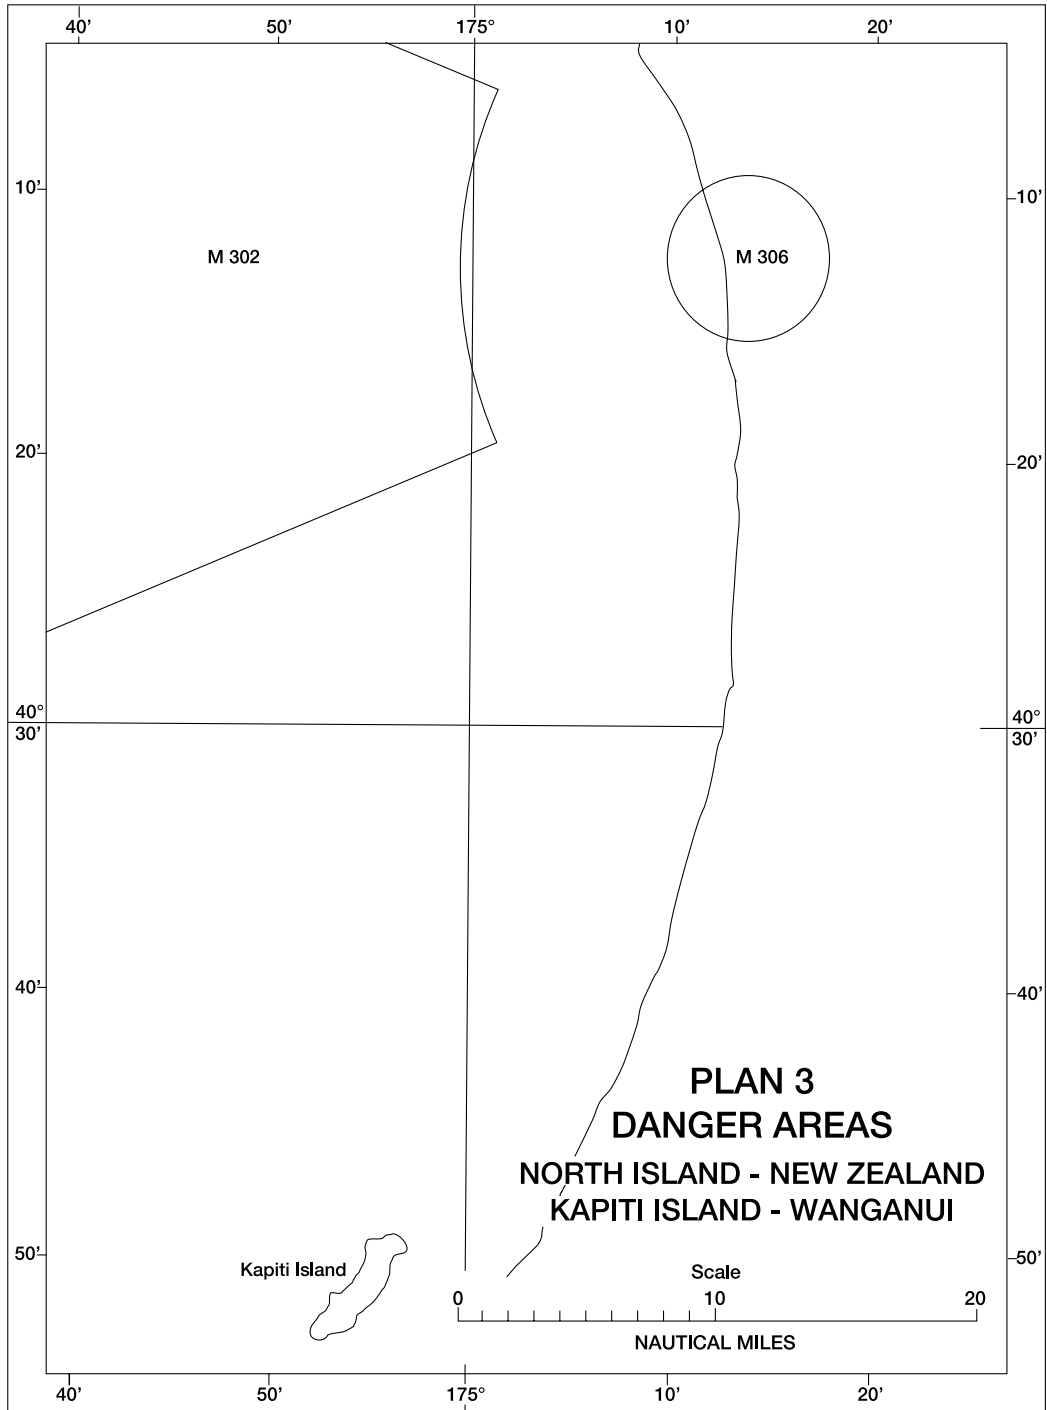 40' 50' 175° 10' 20'
10' 10'
M 302 M 306
20' 20'
40° 40°
30' 30'
40' 40'
PLAN 3
DANGER AREAS
NORTH ISLAND - NEW ZEALAND
KAPITI ISLAND - WANGANUI
50' 50'
Kapiti Island
Scale
0 10 20
NAUTICAL MILES
40' 50' 175° 10' 20'